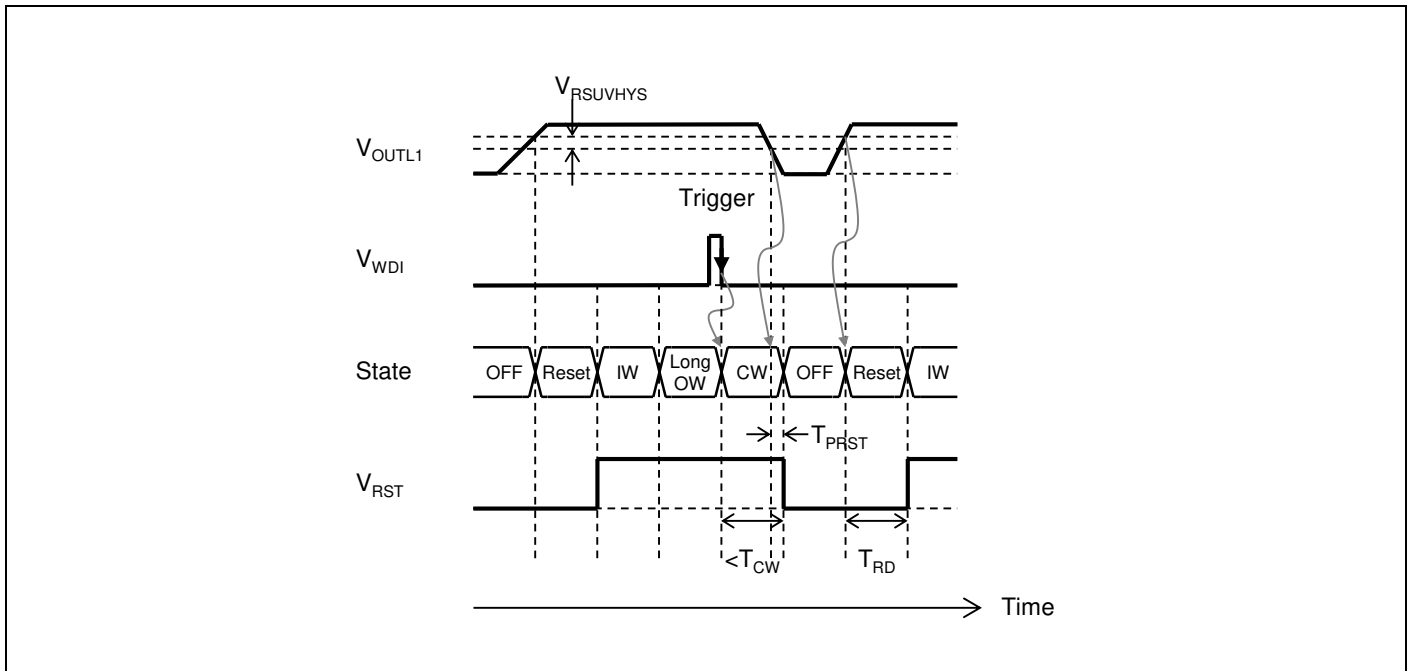 VRSUVHYS
VOUTL1
Trigger
VWDI
State
OFF
Reset
IW
Long
OW
CW
OFF
Reset
IW
TPRST
VRST
<TCW
TRD
Time